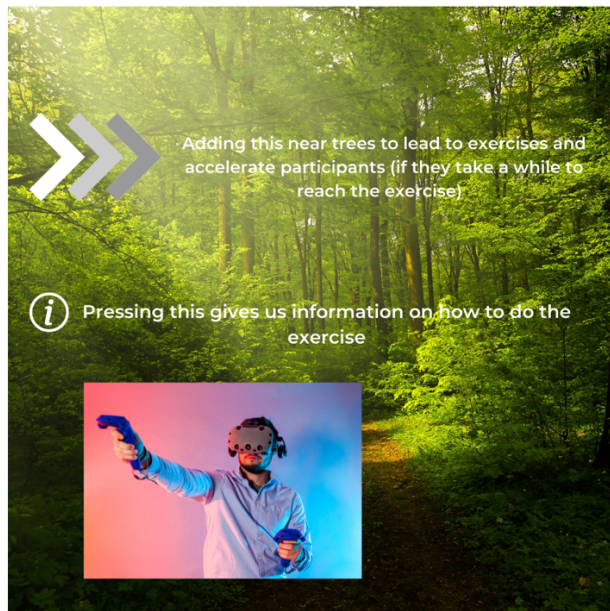 Adding this near trees to lead to exercises and
accelerate participants (if they take a while to
reach the exercise)
i Pressing this gives us information on how to do the
exercise